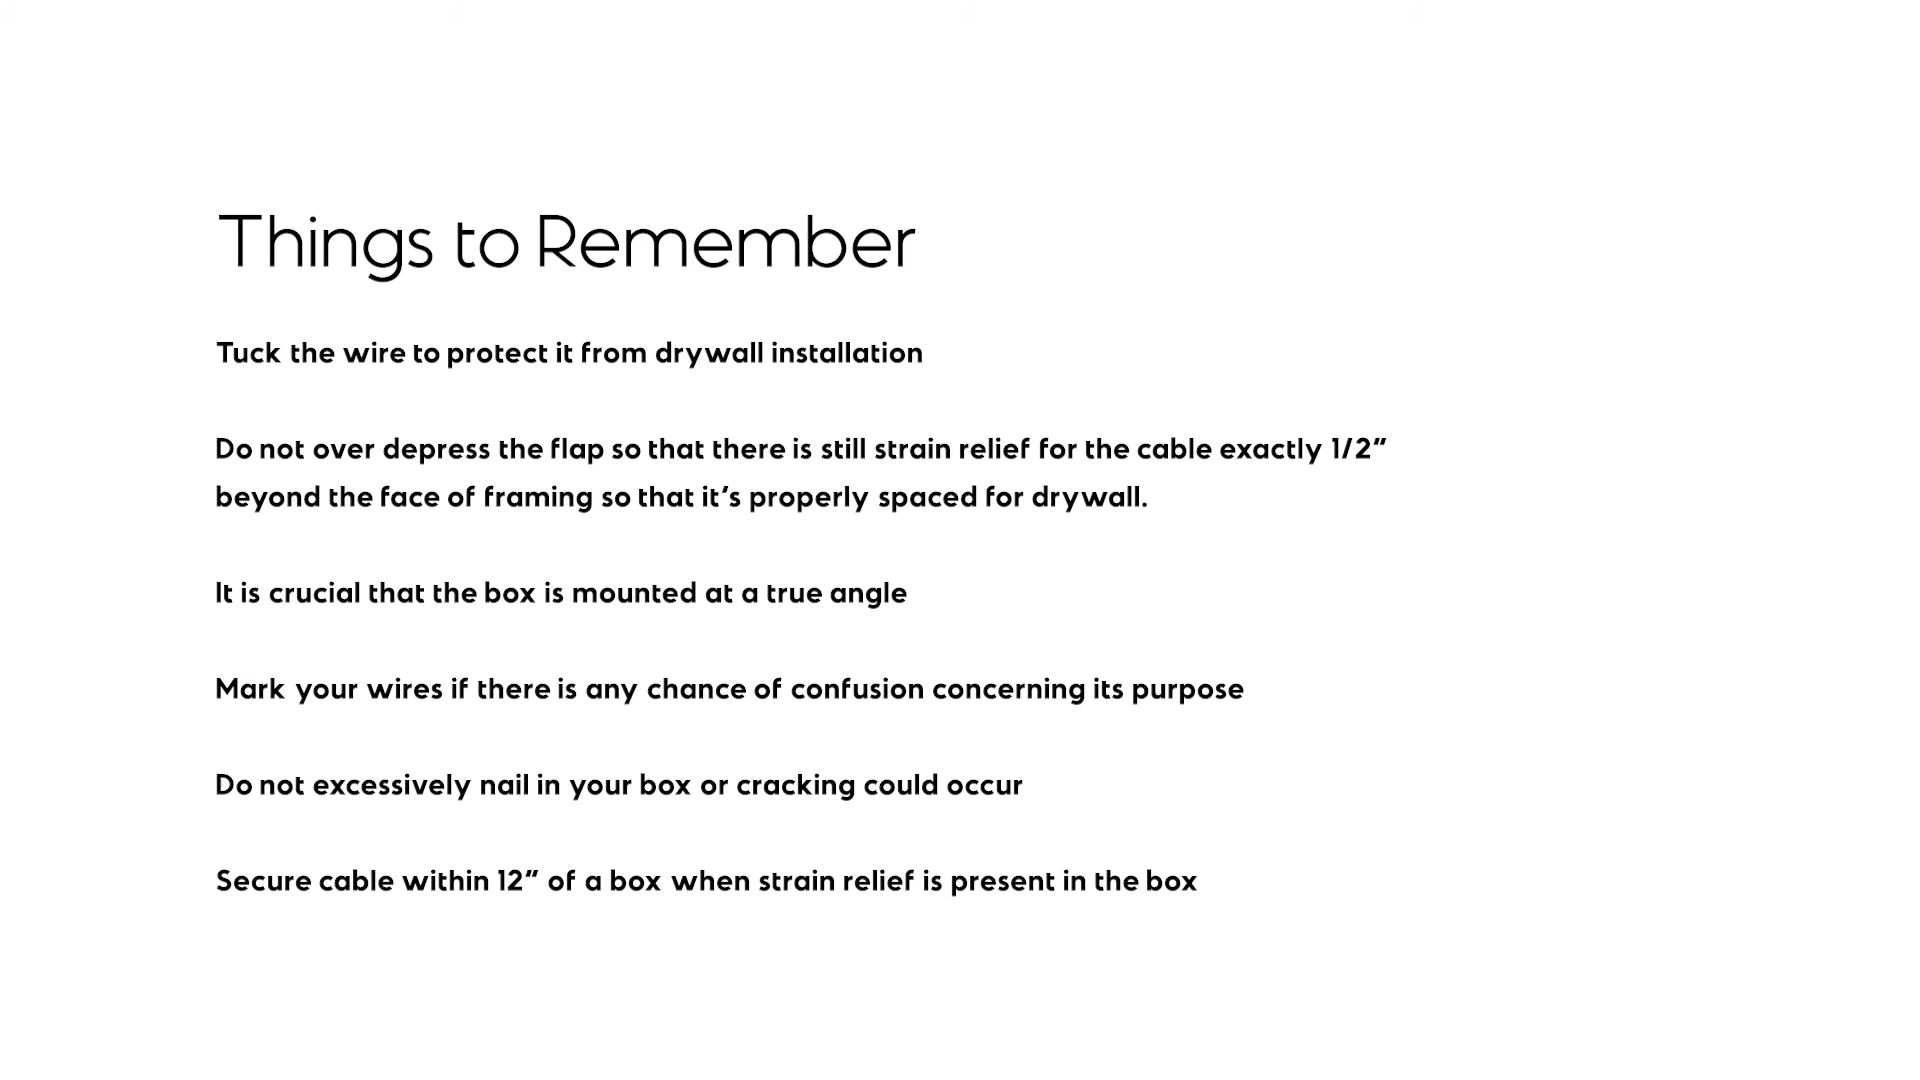 Things to Remember
Tuck the wire to protect it from drywall installation
Do not over depress the flap so that there is still strain relief for the cable exactly 1/2”
beyond the face of framing so that it’s properly spaced for drywall.
It is crucial that the box is mounted at a true angle
Mark your wires if there is any chance of confusion concerning its purpose
Do not excessively nail in your box or cracking could occur
Secure cable within 12” of a box when strain relief is present in the box